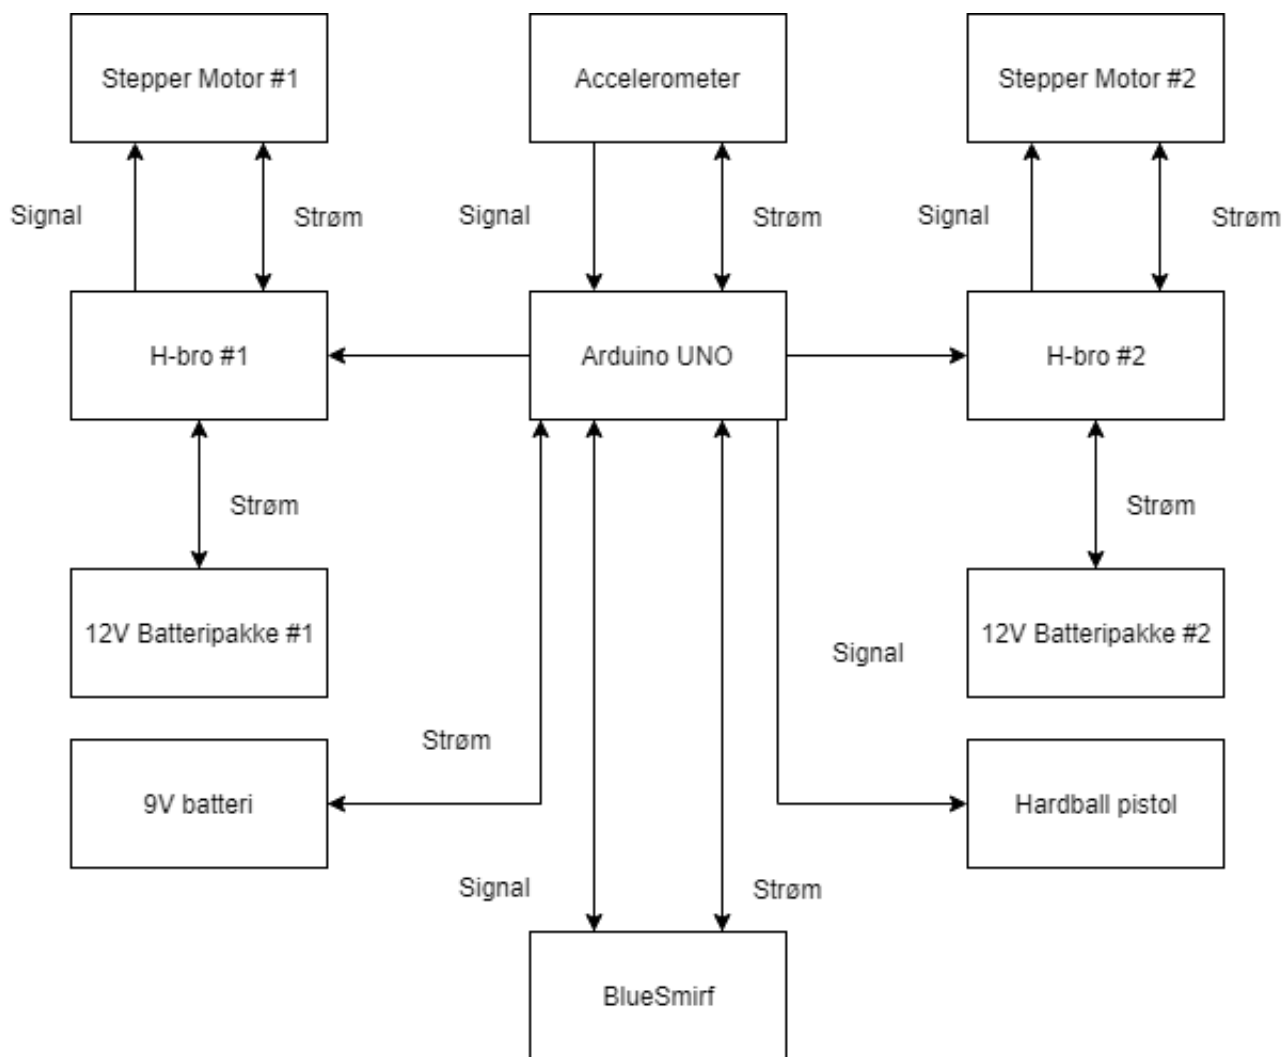 Stepper Motor #1
Accelerometer
Stepper Motor #2
Signal
Strøm
Signal
Strøm
Signal
Strøm
H-bro #1
Arduino UNO
H-bro #2
Strøm
Strøm
12V Batteripakke #1
12V Batteripakke #2
Signal
Strøm
9V batteri
Hardball pistol
Signal
Strøm
BlueSmirf